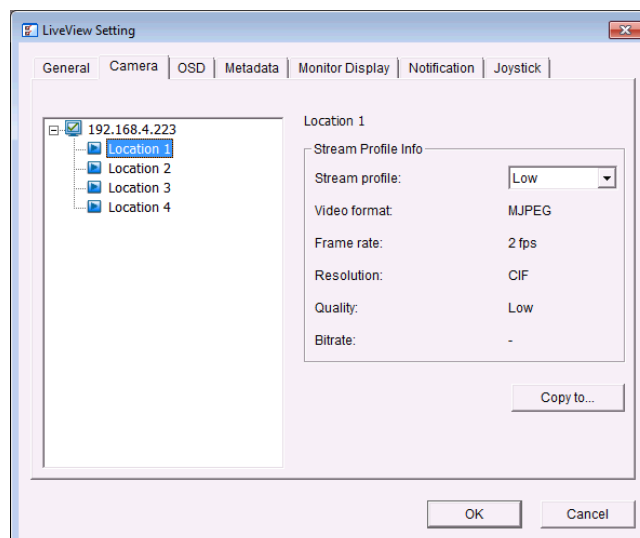 LiveView Setting
General Camera OSD Metadata Monitor Display Notification Joystick
192.168.4.223
Location 1
Location 2
Location 3
Location 4
Location 1
Stream Profile Info
Stream profile: Low
Video format: MJPEG
Frame rate: 2 fps
Resolution: CIF
Quality: Low
Bitrate: -
Copy to...
OK Cancel